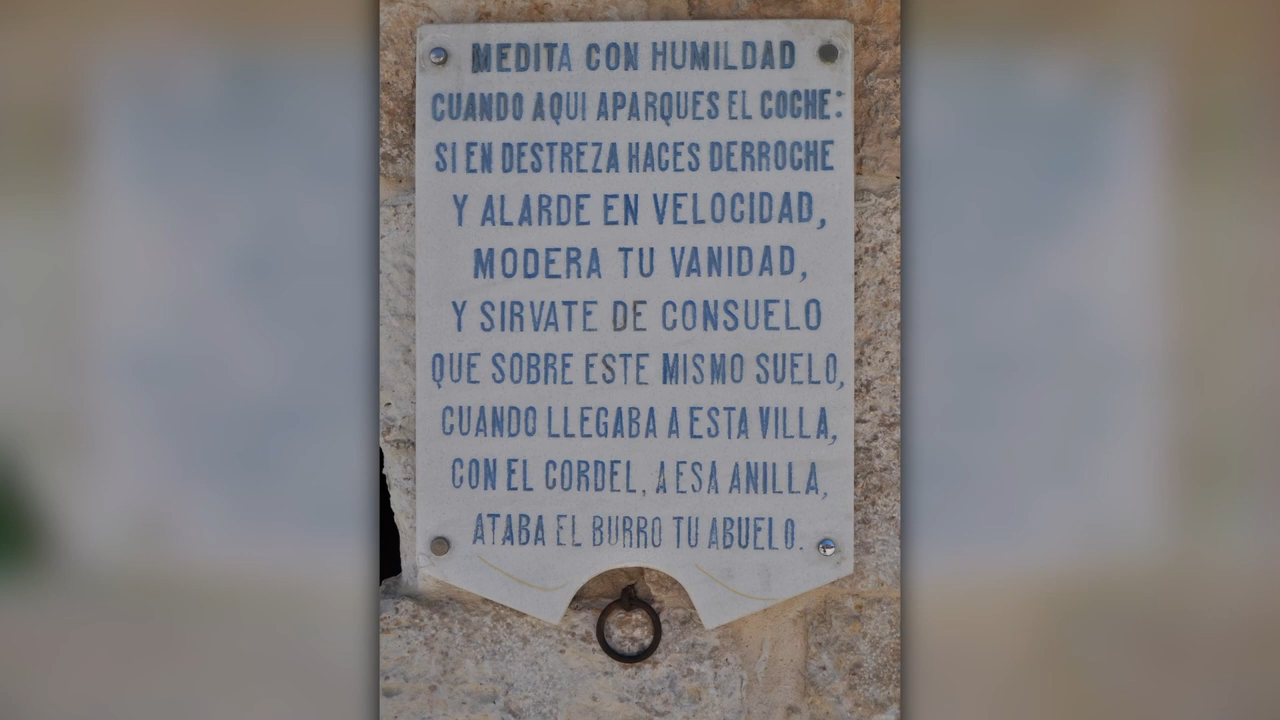 MEDITA CON HUMILDAD
CUANDO AQUI APARQUES EL COCHE:
SI EN DESTREZA HACES DERROCHE
Y ALARDE EN VELOCIDAD,
MODERA TU VANIDAD,
Y SIRVATE DE CONSUELO
QUE SOBRE ESTE MISMO SUELO,
CUANDO LLEGABA A ESTA VILLA,
CON EL CORDEL, A ESA ANILLA,
ATABA EL BURRO TU ABUELO.